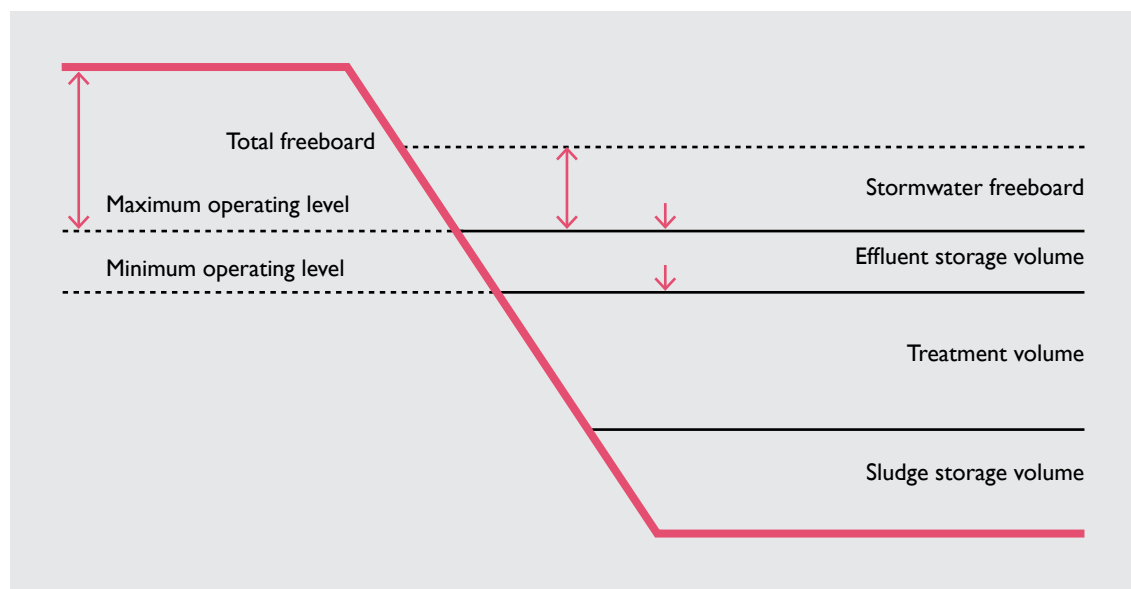 Total freeboard
Stormwater freeboard
Maximum operating level
Effluent storage volume
Minimum operating level
Treatment volume
Sludge storage volume